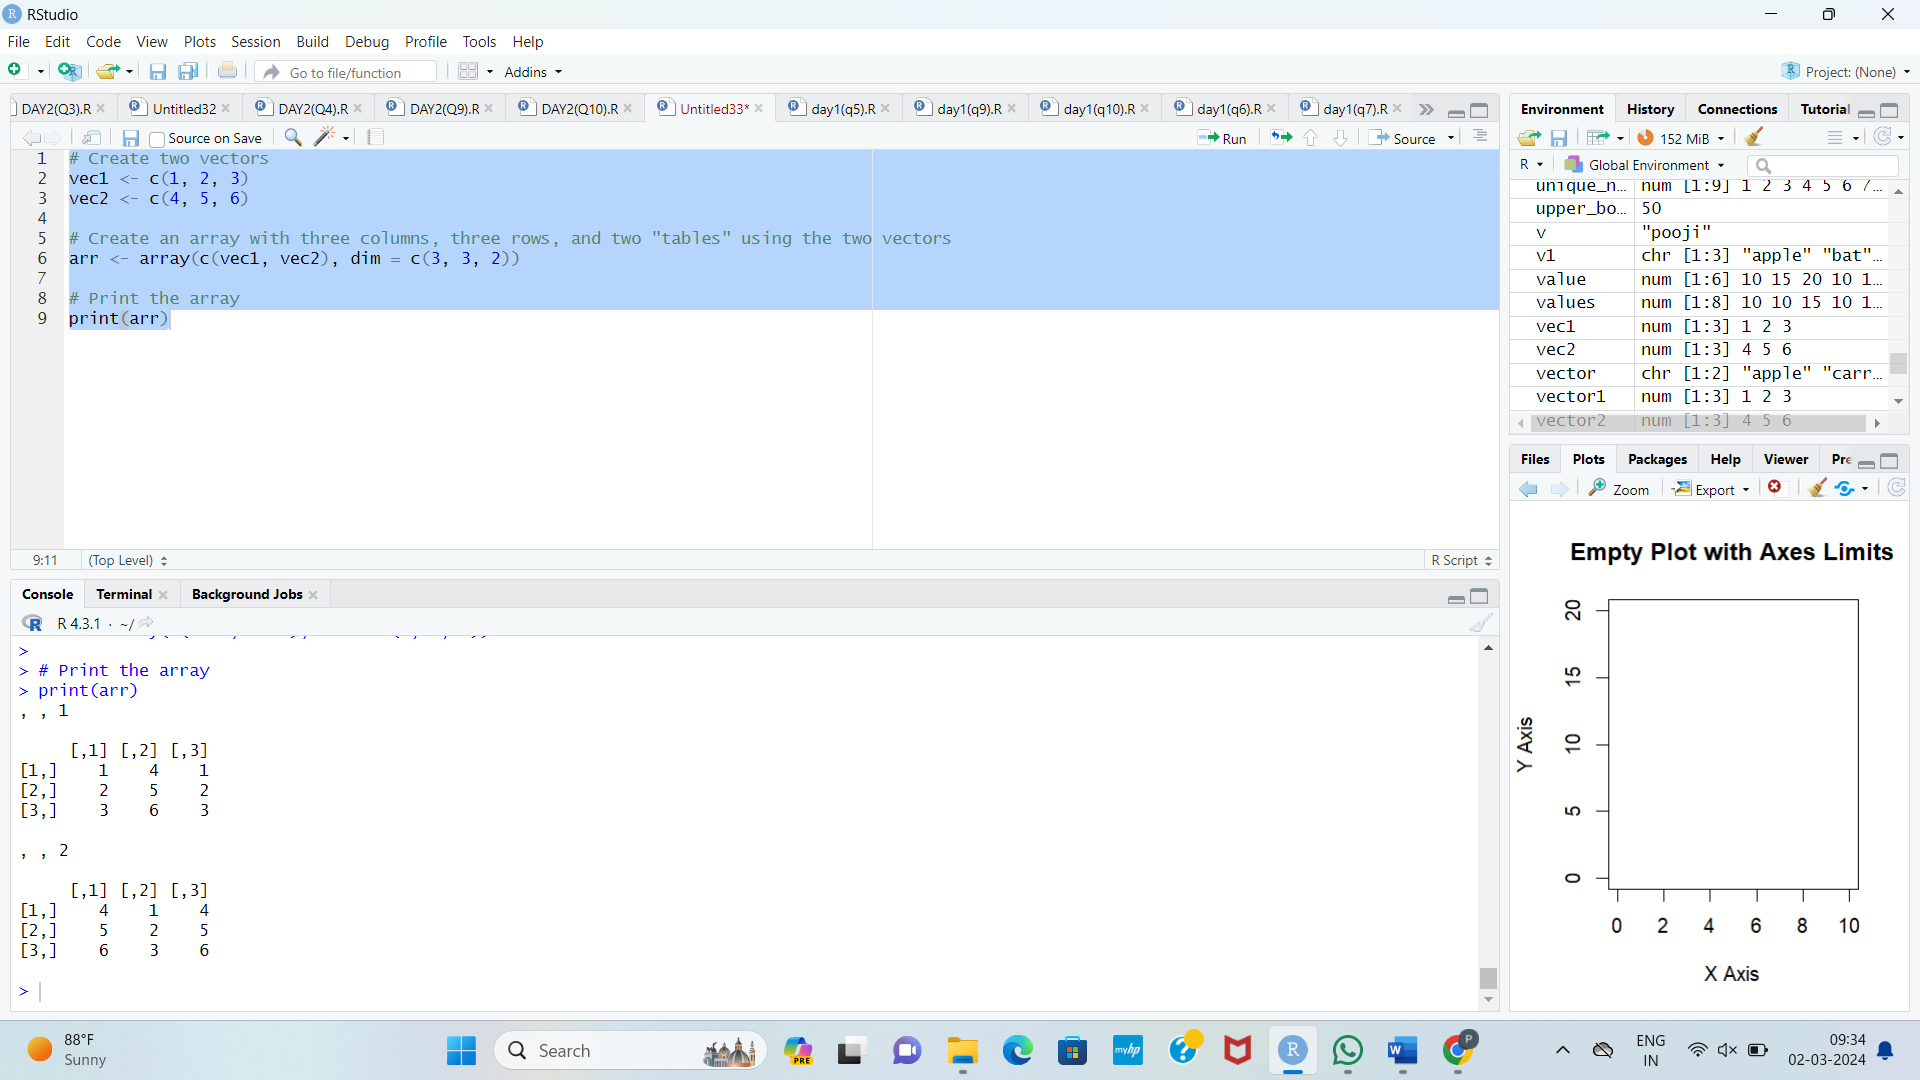 RStudio
File Edit Code View Plots Session Build Debug Profile Tools Help
Go to file/function Addins Project: (None)
DAY2(Q3).R Untitled32 DAY2(Q4).R DAY2(Q9).R DAY2(Q10).R Untitled33* day1(q5).R day1(q9).R day1(q10).R day1(q6).R day1(q7).R
Source on Save Run Source
1 # Create two vectors
2 vec1 <- c(1, 2, 3)
3 vec2 <- c(4, 5, 6)
4
5 # Create an array with three columns, three rows, and two "tables" using the two vectors
6 arr <- array(c(vec1, vec2), dim = c(3, 3, 2))
7
8 # Print the array
9 print(arr)
9:11 (Top Level) R Script
Console Terminal Background Jobs
R 4.3.1 · ~/
>
> # Print the array
> print(arr)
, , 1
[,1] [,2] [,3]
[1,] 1 4 1
[2,] 2 5 2
[3,] 3 6 3
, , 2
[,1] [,2] [,3]
[1,] 4 1 4
[2,] 5 2 5
[3,] 6 3 6
>
Environment History Connections Tutorial
152 MiB
R Global Environment
unique_n... num [1:9] 1 2 3 4 5 6 7...
upper_bo... 50
v "pooji"
v1 chr [1:3] "apple" "bat"...
value num [1:6] 10 15 20 10 1...
values num [1:8] 10 10 15 10 1...
vec1 num [1:3] 1 2 3
vec2 num [1:3] 4 5 6
vector chr [1:2] "apple" "carr...
vector1 num [1:3] 1 2 3
vector2 num [1:3] 4 5 6
Files Plots Packages Help Viewer Pre
Zoom Export
Empty Plot with Axes Limits
20
15
10
5
0
Y Axis
0 2 4 6 8 10
X Axis
88°F
Sunny
Search
PRE
myhp
R
P
ENG
IN
09:34
02-03-2024